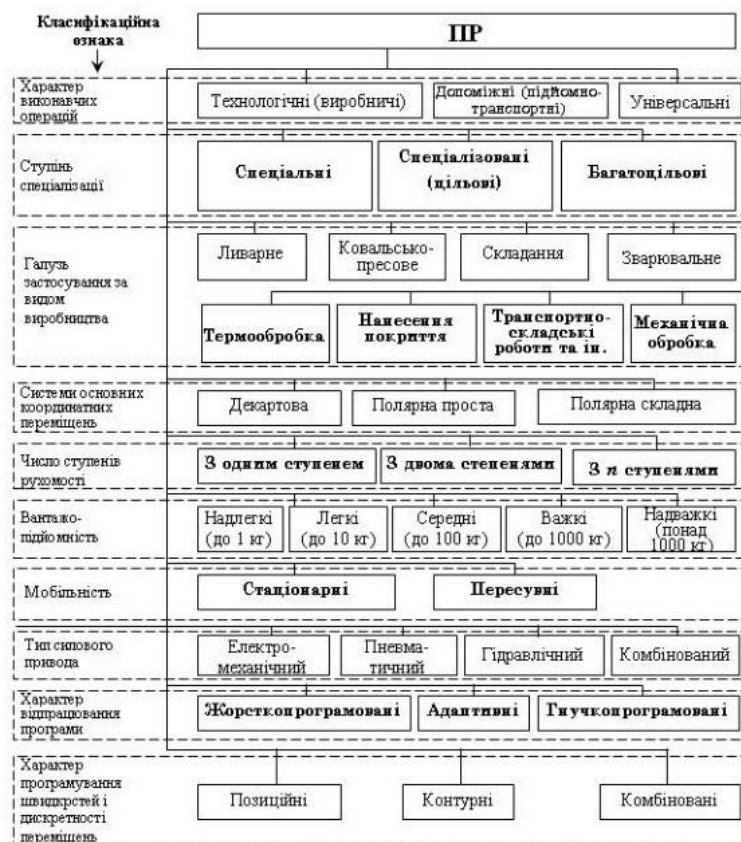 Класифікаційна
ознака
ПР
Характер
виконавчих
операцій
Технологічні (виробничі)
Допоміжні (підйомно-
транспортні)
Універсальні
Ступінь
спеціалізації
Спеціальні
Спеціалізовані
(цільові)
Багатоцільові
Галузь
застосування за
видом
виробництва
Ливарне
Ковальсько-
пресове
Складання
Зварювальне
Термообробка
Нанесення
покриття
Транспортно-
складські
роботи та ін.
Механічна
обробка
Системи основних
координатних
переміщень
Декартова
Полярна проста
Полярна складна
Число ступенів
рухомості
З одним ступенем
З двома степенями
З n ступенями
Вантажо-
підйомність
Надлегкі
(до 1 кг)
Легкі
(до 10 кг)
Середні
(до 100 кг)
Важкі
(до 1000 кг)
Надважкі
(понад
1000 кг)
Мобільність
Стаціонарні
Пересувні
Тип силового
привода
Електро-
механічний
Пневма-
тичний
Гідравлічний
Комбінований
Характер
відпрацювання
програми
Жорсткопрограмовані
Адаптивні
Гнучкопрограмовані
Характер
програмування
швидкрстей і
дискретності
переміщень
Позиційні
Контурні
Комбіновані